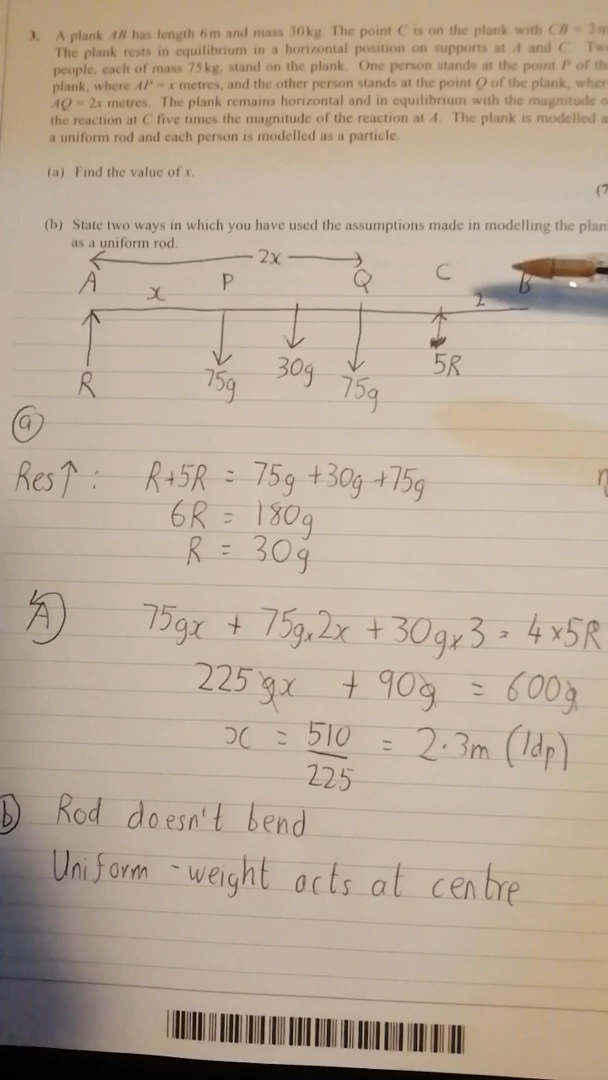 3. A plank AB has length 6m and mass 30kg. The point C is on the plank with CB = 2m
The plank rests in equilibrium in a horizontal position on supports at A and C. Two
people, each of mass 75kg, stand on the plank. One person stands at the point P of the
plank, where AP = x metres, and the other person stands at the point Q of the plank, where
AQ = 2x metres. The plank remains horizontal and in equilibrium with the magnitude
the reaction at C five times the magnitude of the reaction at A. The plank is modelled
a uniform rod and each person is modelled as a particle.
(a) Find the value of x.
(7
(b) State two ways in which you have used the assumptions made in modelling the plan
as a uniform rod.
2x
A x P Q C 2 B
R 75g 30g 75g 5R
(a)
Res↑: R+5R = 75g +30g +75g
6R = 180g
R = 30g
A) 75gx + 75g×2x + 30g×3 = 4×5R
225gx + 90g = 600g
x = 510/225 = 2.3m (1dp)
b) Rod doesn't bend
Uniform - weight acts at centre